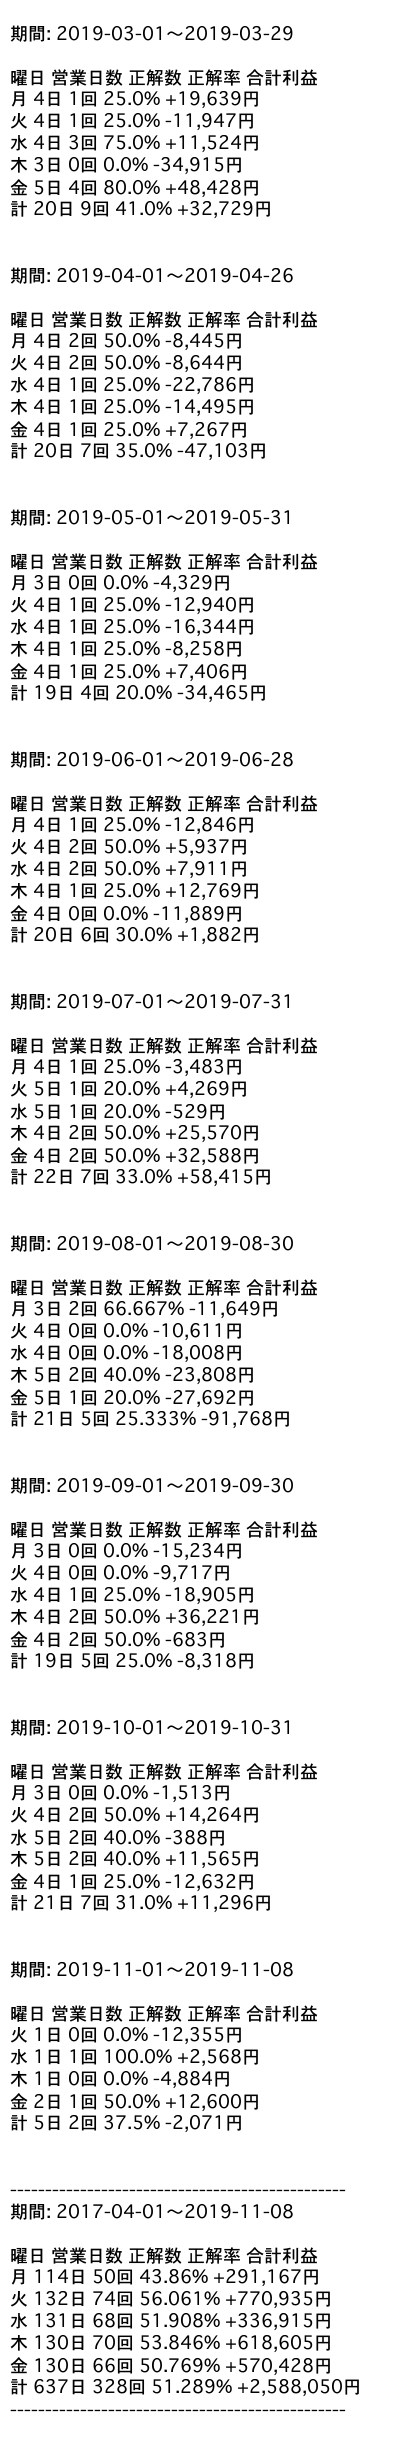 期間: 2019-03-01〜2019-03-29
曜日 営業日数 正解数 正解率 合計利益
月 4日 1回 25.0% +19,639円
火 4日 1回 25.0% -11,947円
水 4日 3回 75.0% +11,524円
木 3日 0回 0.0% -34,915円
金 5日 4回 80.0% +48,428円
計 20日 9回 41.0% +32,729円
期間: 2019-04-01〜2019-04-26
曜日 営業日数 正解数 正解率 合計利益
月 4日 2回 50.0% -8,445円
火 4日 2回 50.0% -8,644円
水 4日 1回 25.0% -22,786円
木 4日 1回 25.0% -14,495円
金 4日 1回 25.0% +7,267円
計 20日 7回 35.0% -47,103円
期間: 2019-05-01〜2019-05-31
曜日 営業日数 正解数 正解率 合計利益
月 3日 0回 0.0% -4,329円
火 4日 1回 25.0% -12,940円
水 4日 1回 25.0% -16,344円
木 4日 1回 25.0% -8,258円
金 4日 1回 25.0% +7,406円
計 19日 4回 20.0% -34,465円
期間: 2019-06-01〜2019-06-28
曜日 営業日数 正解数 正解率 合計利益
月 4日 1回 25.0% -12,846円
火 4日 2回 50.0% +5,937円
水 4日 2回 50.0% +7,911円
木 4日 1回 25.0% +12,769円
金 4日 0回 0.0% -11,889円
計 20日 6回 30.0% +1,882円
期間: 2019-07-01〜2019-07-31
曜日 営業日数 正解数 正解率 合計利益
月 4日 1回 25.0% -3,483円
火 5日 1回 20.0% +4,269円
水 5日 1回 20.0% -529円
木 4日 2回 50.0% +25,570円
金 4日 2回 50.0% +32,588円
計 22日 7回 33.0% +58,415円
期間: 2019-08-01〜2019-08-30
曜日 営業日数 正解数 正解率 合計利益
月 3日 2回 66.667% -11,649円
火 4日 0回 0.0% -10,611円
水 4日 0回 0.0% -18,008円
木 5日 2回 40.0% -23,808円
金 5日 1回 20.0% -27,692円
計 21日 5回 25.333% -91,768円
期間: 2019-09-01〜2019-09-30
曜日 営業日数 正解数 正解率 合計利益
月 3日 0回 0.0% -15,234円
火 4日 0回 0.0% -9,717円
水 4日 1回 25.0% -18,905円
木 4日 2回 50.0% +36,221円
金 4日 2回 50.0% -683円
計 19日 5回 25.0% -8,318円
期間: 2019-10-01〜2019-10-31
曜日 営業日数 正解数 正解率 合計利益
月 3日 0回 0.0% -1,513円
火 4日 2回 50.0% +14,264円
水 5日 2回 40.0% -388円
木 5日 2回 40.0% +11,565円
金 4日 1回 25.0% -12,632円
計 21日 7回 31.0% +11,296円
期間: 2019-11-01〜2019-11-08
曜日 営業日数 正解数 正解率 合計利益
火 1日 0回 0.0% -12,355円
水 1日 1回 100.0% +2,568円
木 1日 0回 0.0% -4,884円
金 2日 1回 50.0% +12,600円
計 5日 2回 37.5% -2,071円
------------------------------------------------
期間: 2017-04-01〜2019-11-08
曜日 営業日数 正解数 正解率 合計利益
月 114日 50回 43.86% +291,167円
火 132日 74回 56.061% +770,935円
水 131日 68回 51.908% +336,915円
木 130日 70回 53.846% +618,605円
金 130日 66回 50.769% +570,428円
計 637日 328回 51.289% +2,588,050円
------------------------------------------------